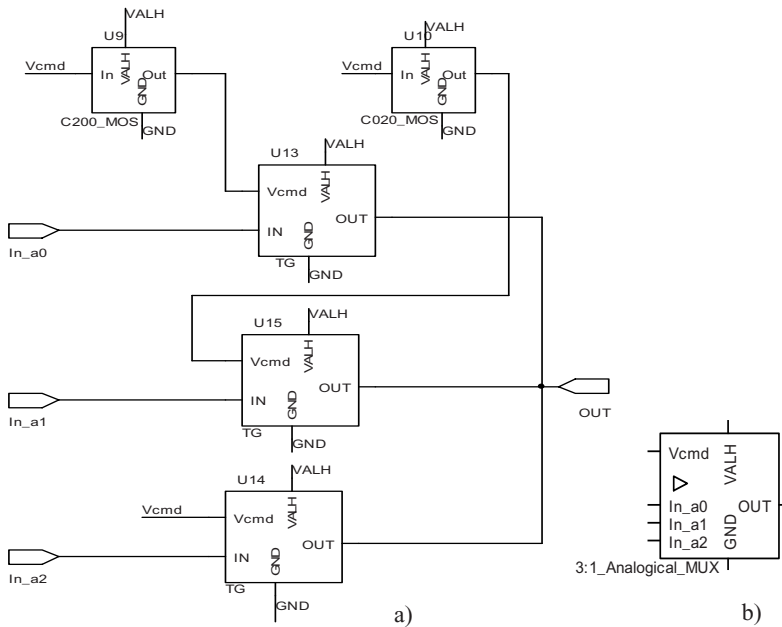 VALH
VALH
U9
U10
Vcmd
In
VALH
GND
Out
Vcmd
In
VALH
GND
Out
C200_MOS
GND
C020_MOS
GND
U13
VALH
Vcmd
VALH
OUT
IN
GND
In_a0
TG
GND
U15
VALH
Vcmd
VALH
OUT
IN
GND
In_a1
TG
GND
OUT
U14
VALH
Vcmd
Vcmd
VALH
OUT
IN
GND
In_a2
TG
GND
Vcmd
VALH
In_a0
OUT
In_a1
GND
In_a2
3:1_Analogical_MUX
a)
b)